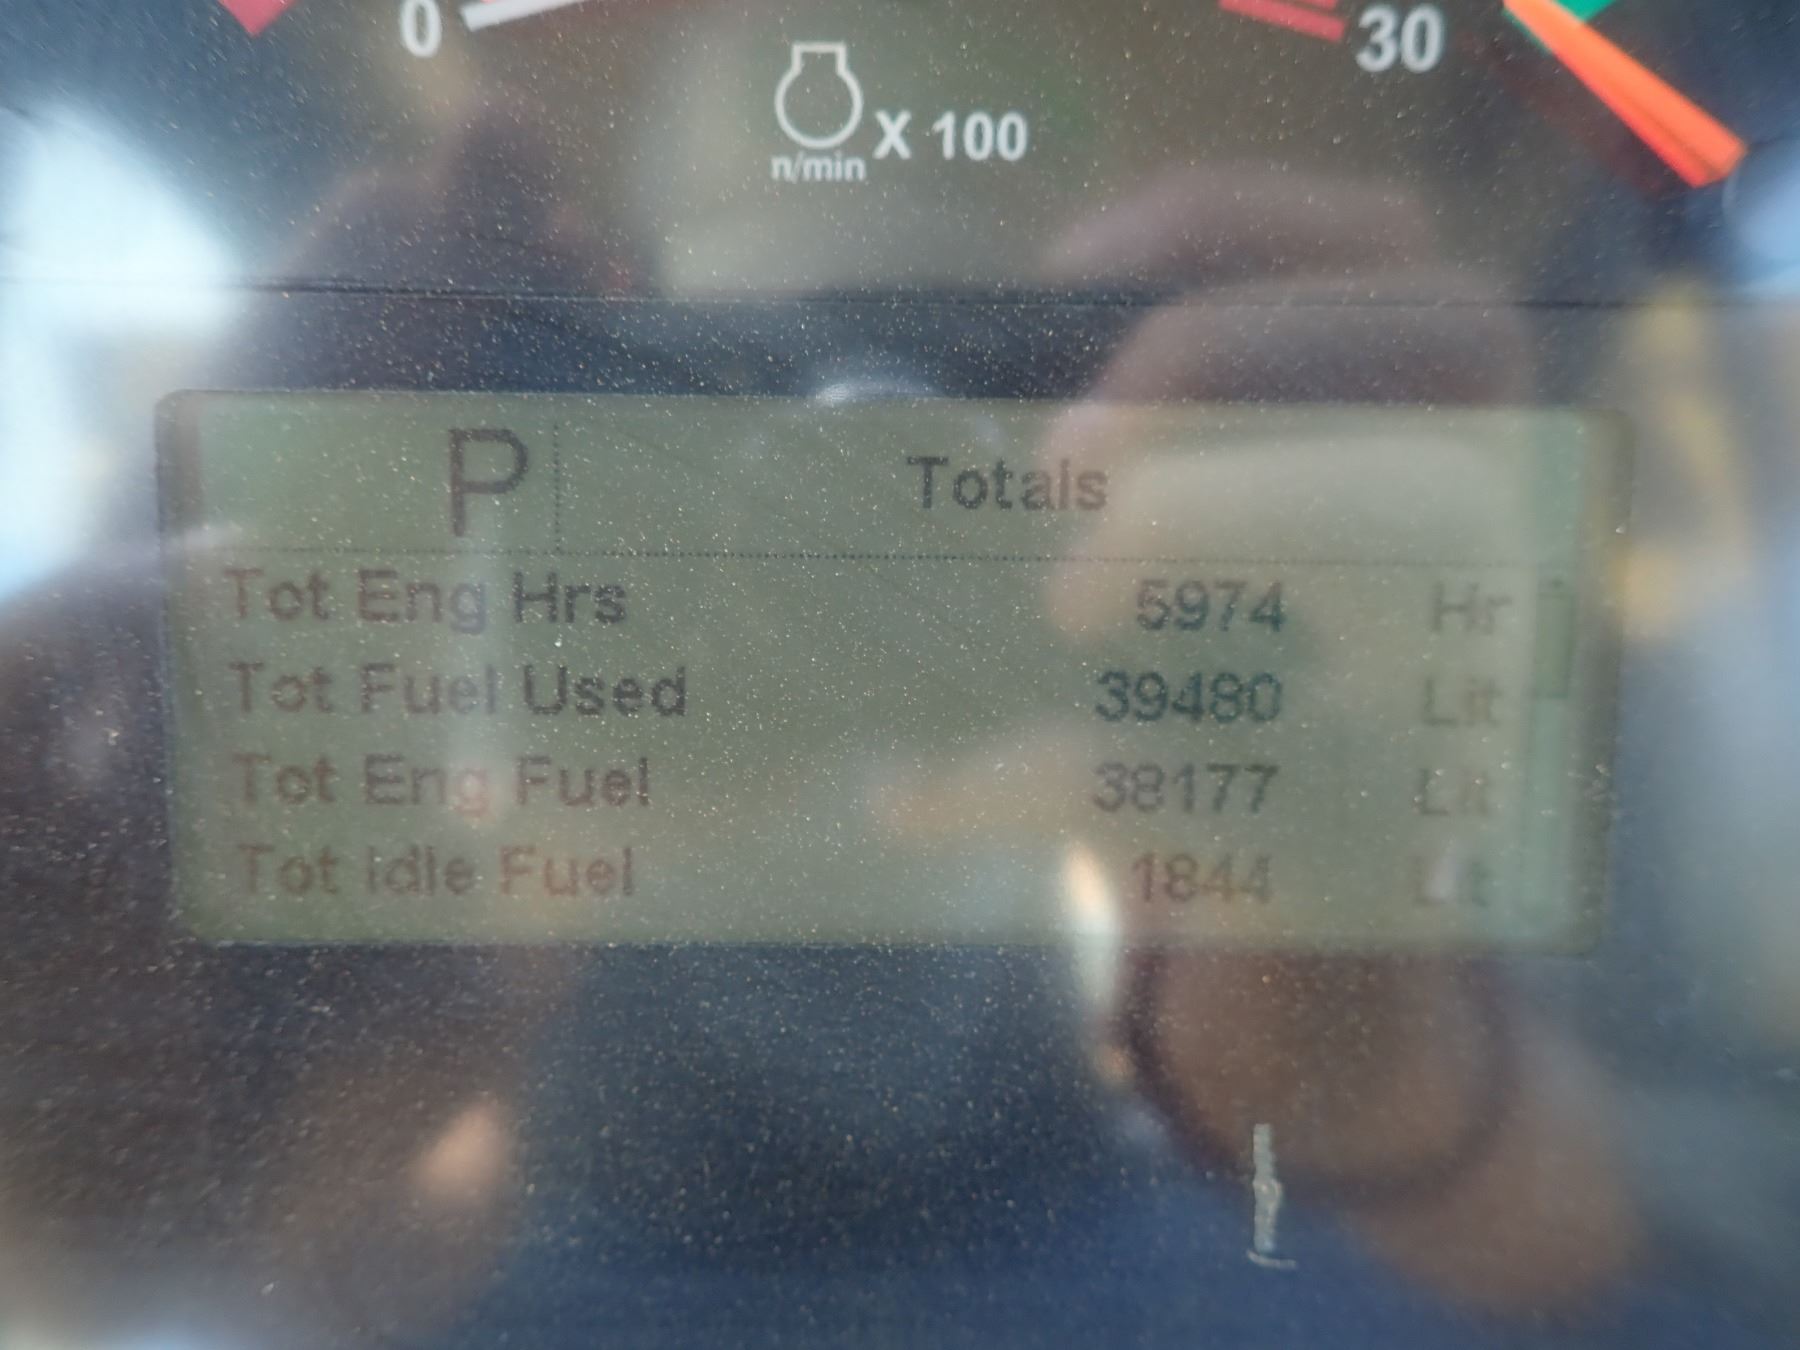 0
30
X 100
n/min
P Totals
Tot Eng Hrs 5974 Hr
Tot Fuel Used 39480 Lit
Tot Eng Fuel 38177 Lit
Tot Idle Fuel 1844 Lit